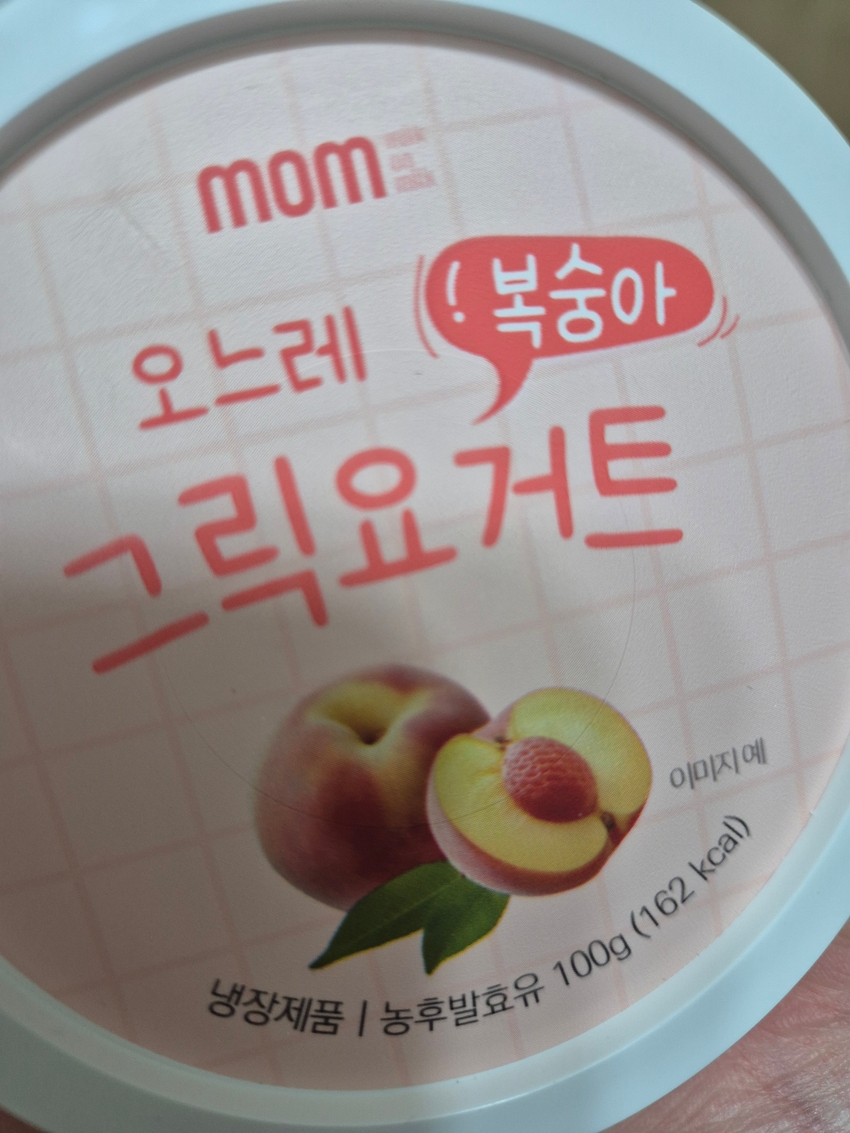 mom
! 복숭아
오느레
그릭요거트
이미지 예
냉장제품 | 농후발효유 100g (162 kcal)